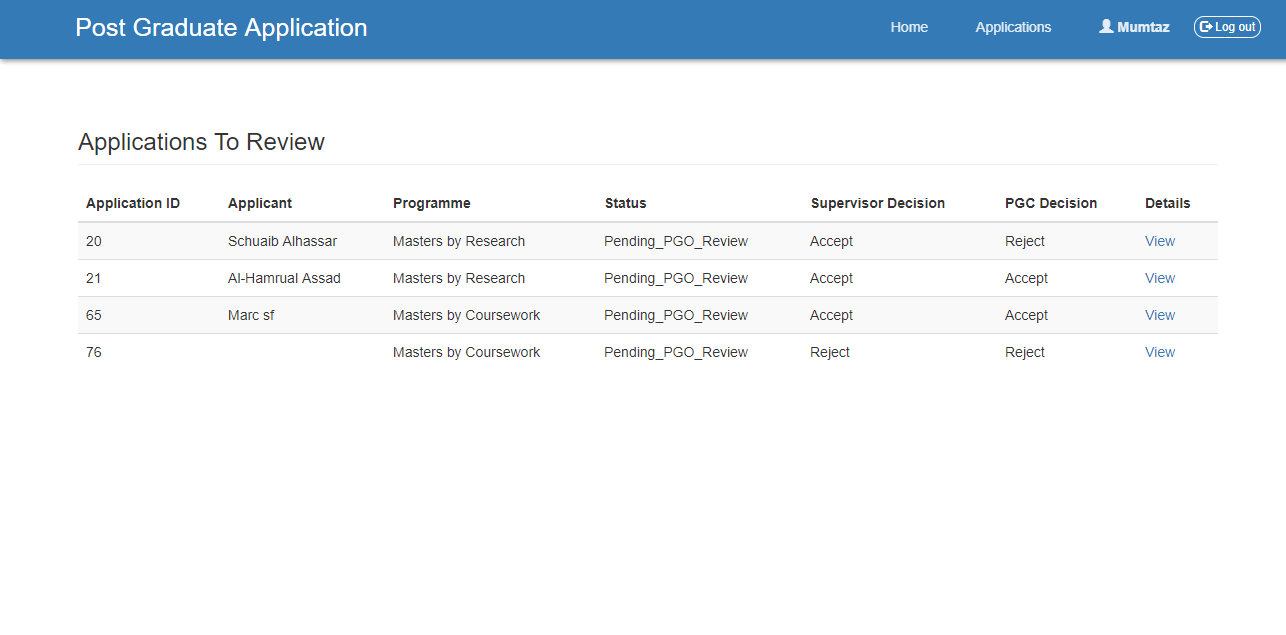 Post Graduate Application Home Applications Mumtaz Log out
Applications To Review
Application ID Applicant Programme Status Supervisor Decision PGC Decision Details
20 Schuaib Alhassar Masters by Research Pending_PGO_Review Accept Reject View
21 Al-Hamrual Assad Masters by Research Pending_PGO_Review Accept Accept View
65 Marc sf Masters by Coursework Pending_PGO_Review Accept Accept View
76 Masters by Coursework Pending_PGO_Review Reject Reject View